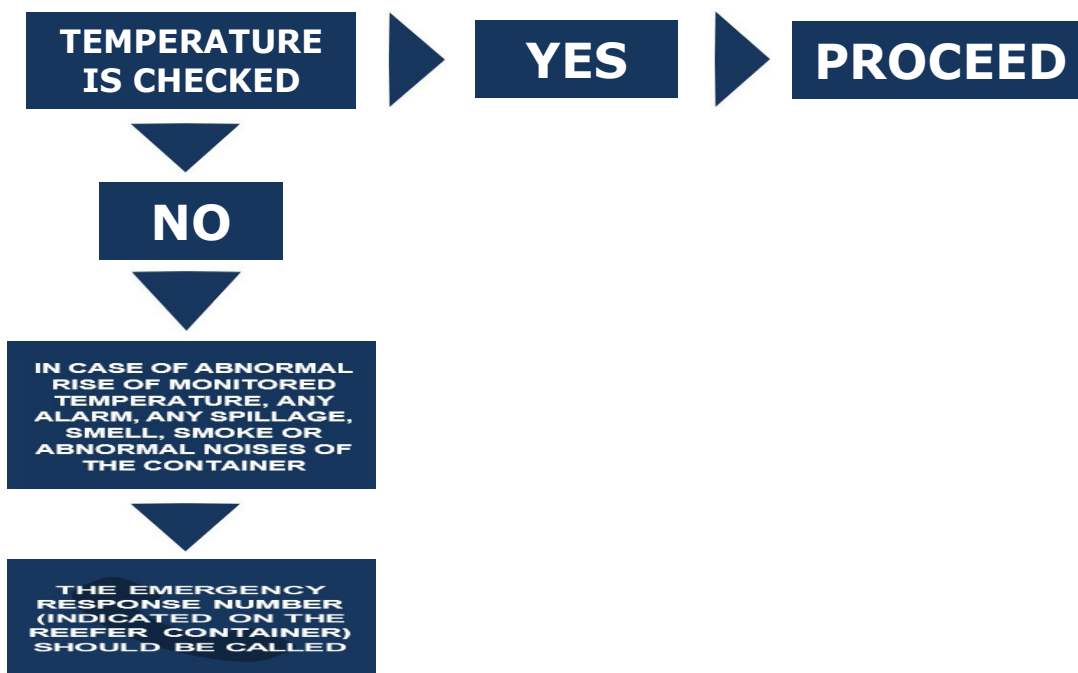 TEMPERATURE
IS CHECKED
YES
PROCEED
NO
IN CASE OF ABNORMAL
RISE OF MONITORED
TEMPERATURE, ANY
ALARM, ANY SPILLAGE,
SMELL, SMOKE OR
ABNORMAL NOISES OF
THE CONTAINER
THE EMERGENCY
RESPONSE NUMBER
(INDICATED ON THE
REEFER CONTAINER)
SHOULD BE CALLED